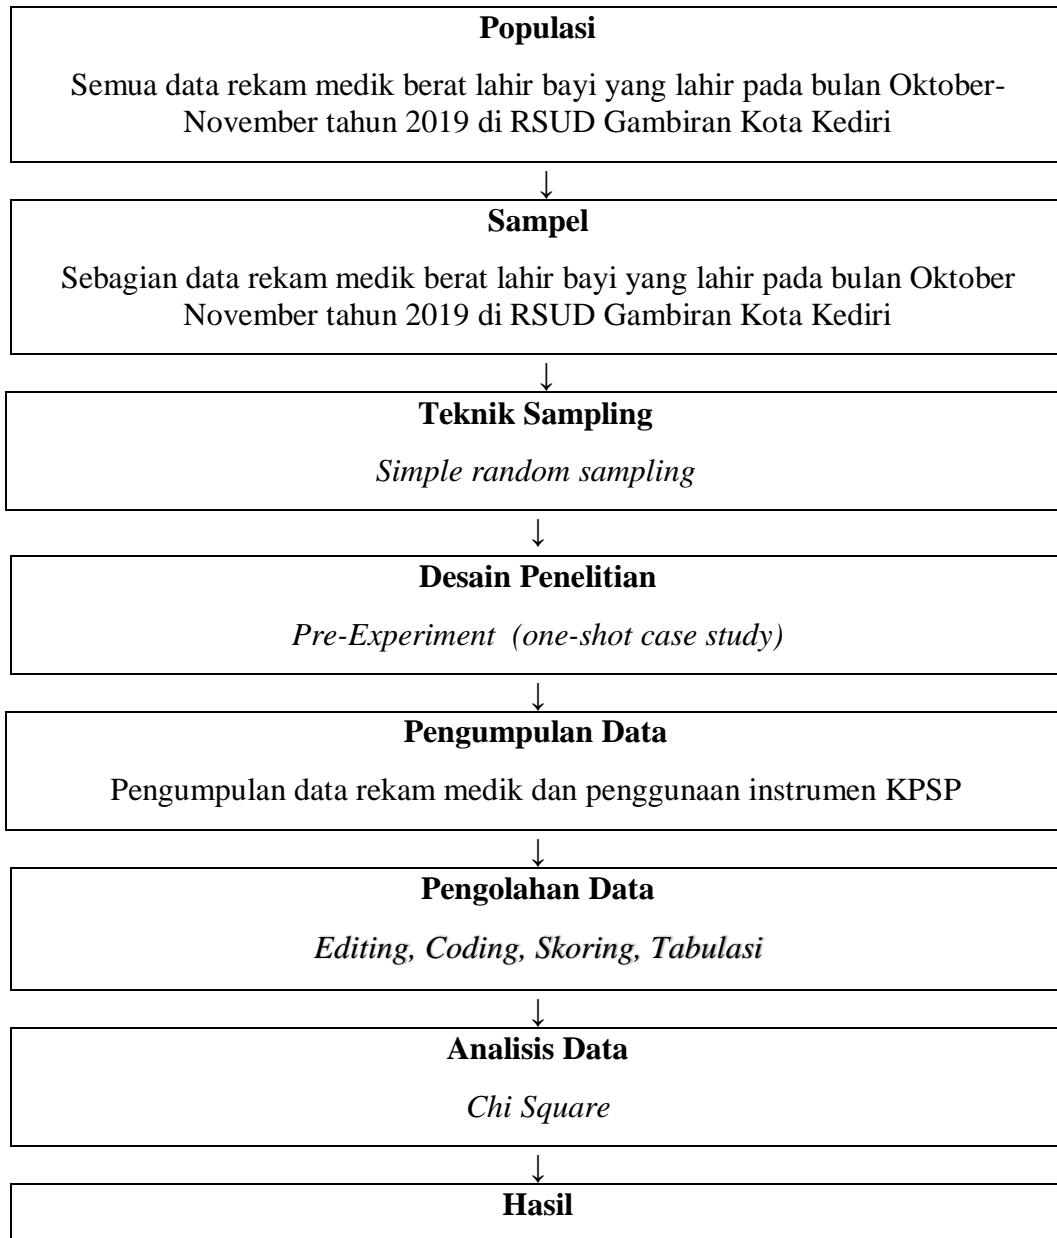 Populasi
Semua data rekam medik berat lahir bayi yang lahir pada bulan Oktober-
November tahun 2019 di RSUD Gambiran Kota Kediri
↓
Sampel
Sebagian data rekam medik berat lahir bayi yang lahir pada bulan Oktober
November tahun 2019 di RSUD Gambiran Kota Kediri
↓
Teknik Sampling
Simple random sampling
↓
Desain Penelitian
Pre-Experiment (one-shot case study)
↓
Pengumpulan Data
Pengumpulan data rekam medik dan penggunaan instrumen KPSP
↓
Pengolahan Data
Editing, Coding, Skoring, Tabulasi
↓
Analisis Data
Chi Square
↓
Hasil